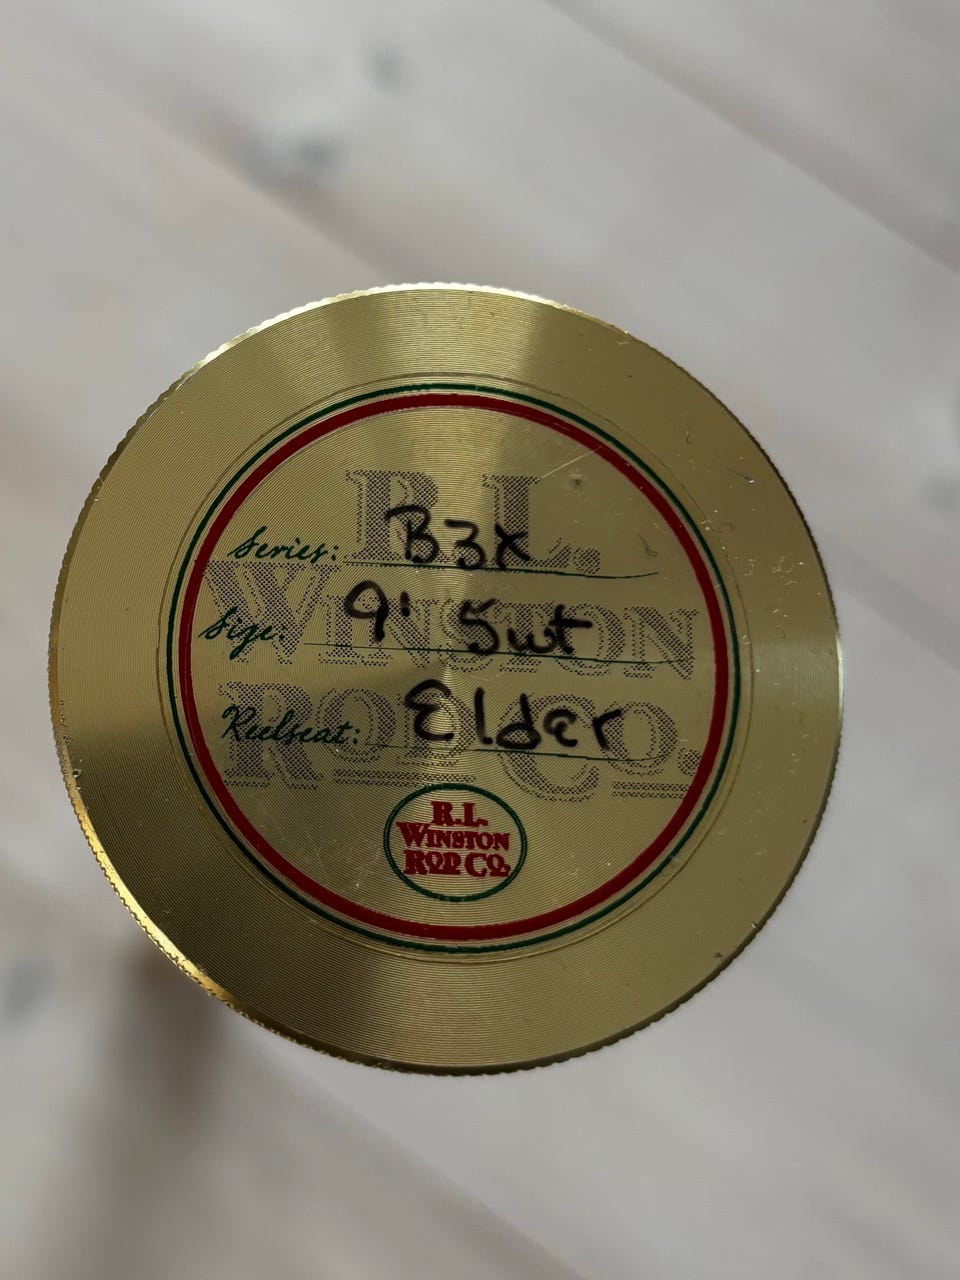 R.L.
WINSTON
ROD CO.
Series: B3X
Size: 9' 5wt
Reelseat: Elder
R.L.
WINSTON
ROD CO.